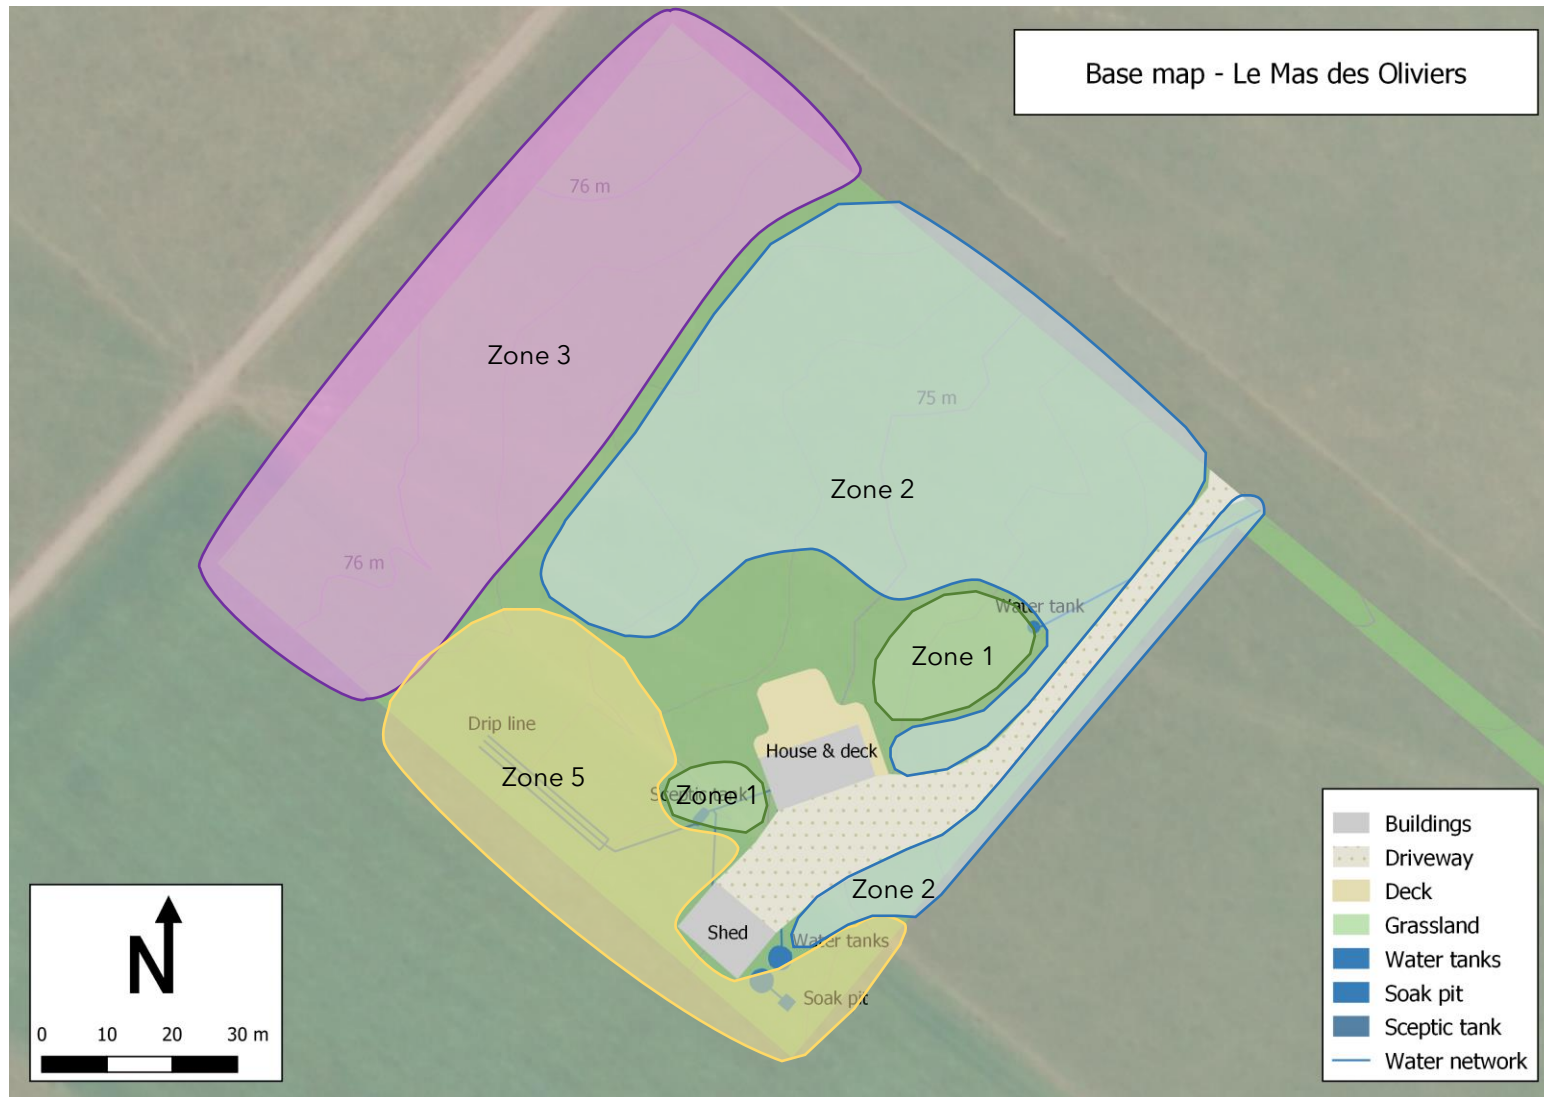 Base map - Le Mas des Oliviers
76 m
Zone 3
75 m
Zone 2
76 m
Water tank
Zone 1
Drip line
House & deck
Zone 5
Sceptic tank
Zone 1
Zone 2
Shed
Water tanks
Soak pit
Buildings
Driveway
Deck
Grassland
Water tanks
Soak pit
Sceptic tank
Water network
N
0 10 20 30 m